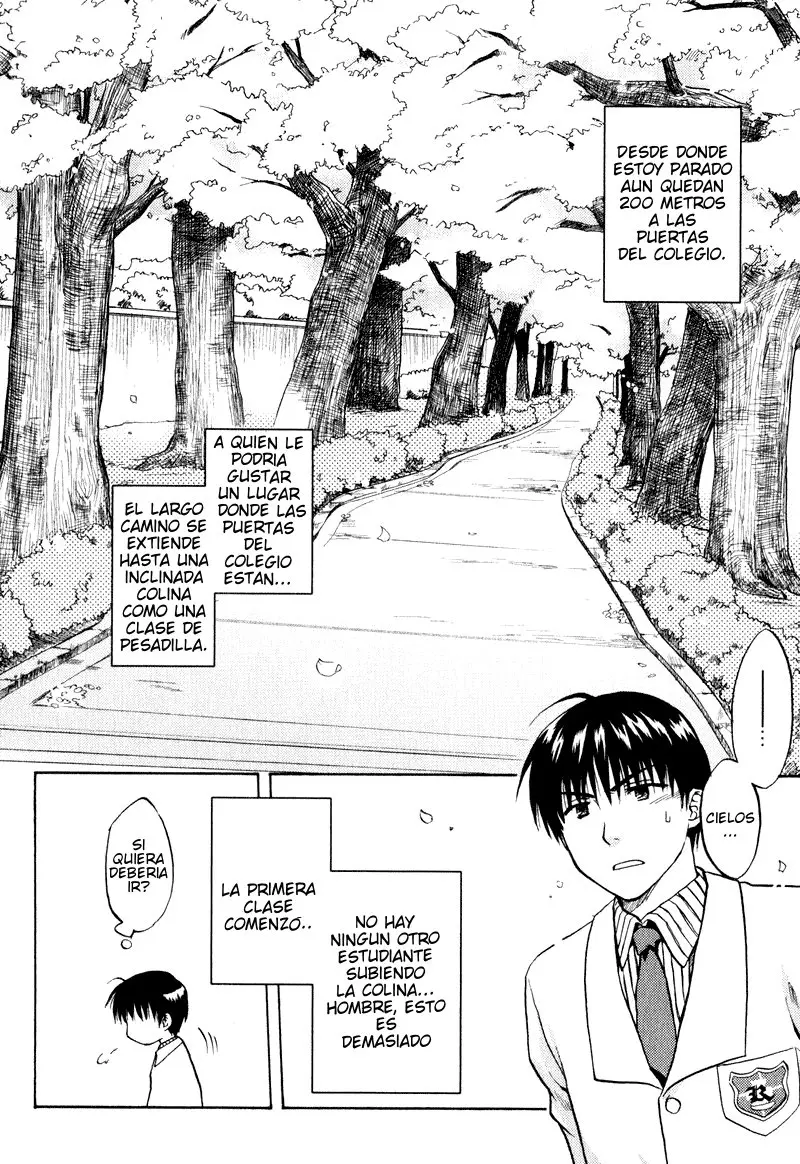 DESDE DONDE
ESTOY PARADO
AUN QUEDAN
200 METROS
A LAS
PUERTAS
DEL COLEGIO.
A QUIEN LE
PODRIA
GUSTAR
UN LUGAR
DONDE LAS
PUERTAS
DEL
COLEGIO
ESTAN...
EL LARGO
CAMINO SE
EXTIENDE
HASTA UNA
INCLINADA
COLINA
COMO UNA
CLASE DE
PESADILLA.
CIELOS
...
LA PRIMERA
CLASE
COMENZÓ..
NO HAY
NINGUN OTRO
ESTUDIANTE
SUBIENDO
LA COLINA...
HOMBRE, ESTO
ES
DEMASIADO
SI
QUIERA
DEBERIA
IR?
R